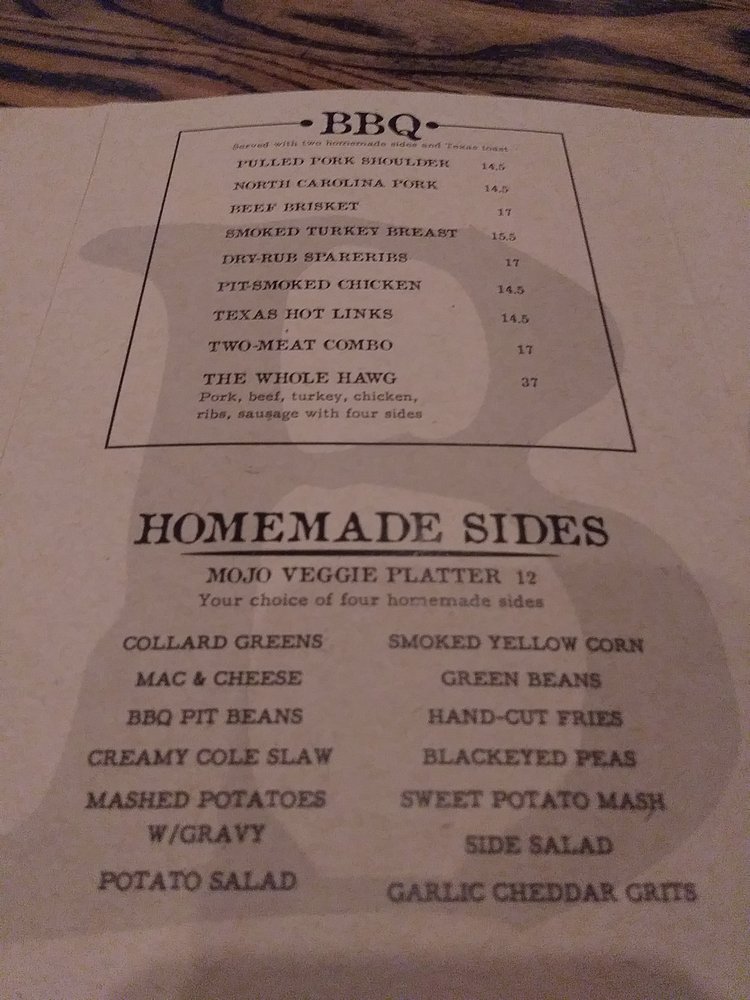 •BBQ•
Served with two homemade sides and Texas toast
PULLED PORK SHOULDER 14.5
NORTH CAROLINA PORK 14.5
BEEF BRISKET 17
SMOKED TURKEY BREAST 15.5
DRY-RUB SPARERIBS 17
PIT-SMOKED CHICKEN 14.5
TEXAS HOT LINKS 14.5
TWO-MEAT COMBO 17
THE WHOLE HAWG 37
Pork, beef, turkey, chicken,
ribs, sausage with four sides
HOMEMADE SIDES
MOJO VEGGIE PLATTER 12
Your choice of four homemade sides
COLLARD GREENS
MAC & CHEESE
BBQ PIT BEANS
CREAMY COLE SLAW
MASHED POTATOES
W/GRAVY
POTATO SALAD
SMOKED YELLOW CORN
GREEN BEANS
HAND-CUT FRIES
BLACKEYED PEAS
SWEET POTATO MASH
SIDE SALAD
GARLIC CHEDDAR GRITS